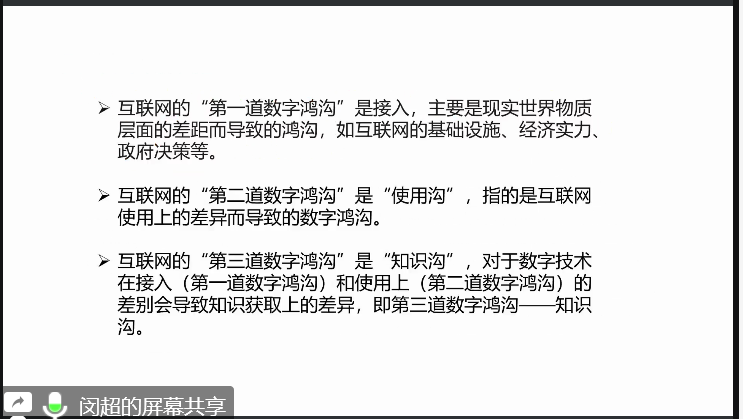 ➢ 互联网的“第一道数字鸿沟”是接入，主要是现实世界物质
层面的差距而导致的鸿沟，如互联网的基础设施、经济实力、
政府决策等。
➢ 互联网的“第二道数字鸿沟”是“使用沟”，指的是互联网
使用上的差异而导致的数字鸿沟。
➢ 互联网的“第三道数字鸿沟”是“知识沟”，对于数字技术
在接入（第一道数字鸿沟）和使用上（第二道数字鸿沟）的
差别会导致知识获取上的差异，即第三道数字鸿沟——知识
沟。
闵超的屏幕共享